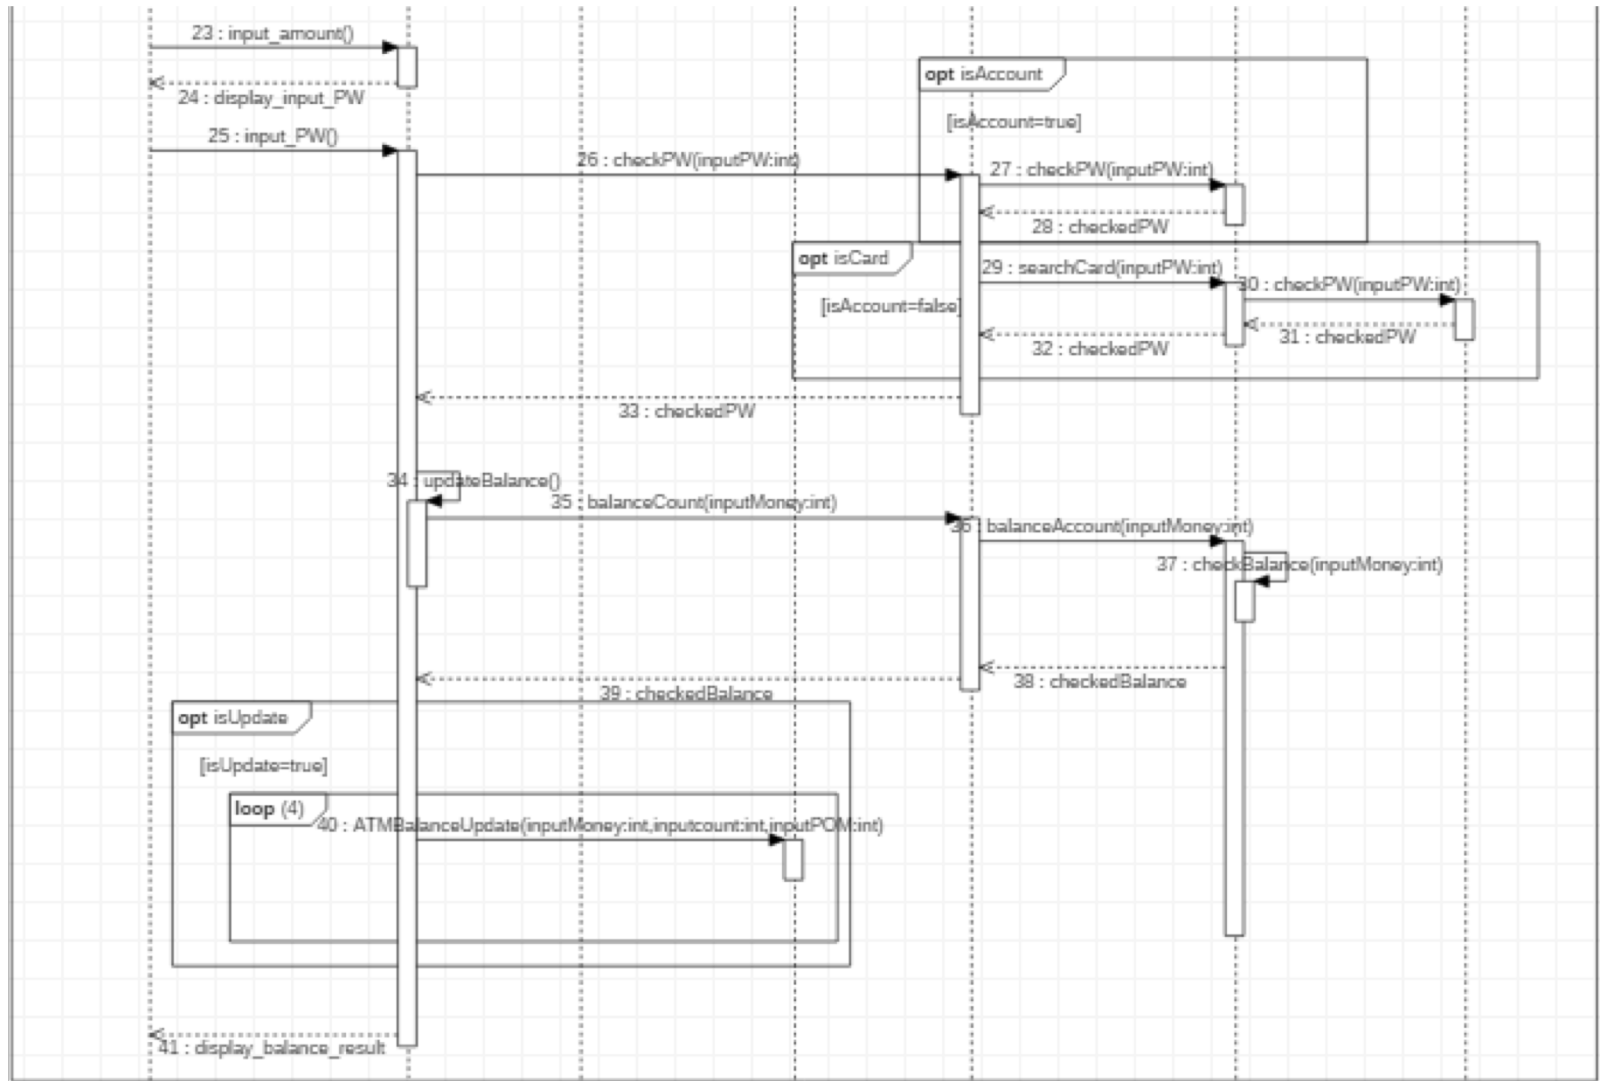 23 : input_amount()
24 : display_input_PW
opt isAccount
[isAccount=true]
25 : input_PW()
26 : checkPW(inputPW:int)
27 : checkPW(inputPW:int)
28 : checkedPW
opt isCard
29 : searchCard(inputPW:int)
30 : checkPW(inputPW:int)
[isAccount=false]
31 : checkedPW
32 : checkedPW
33 : checkedPW
34 : updateBalance()
35 : balanceCount(inputMoney:int)
36 : balanceAccount(inputMoney:int)
37 : checkBalance(inputMoney:int)
38 : checkedBalance
39 : checkedBalance
opt isUpdate
[isUpdate=true]
loop (4)
40 : ATMBalanceUpdate(inputMoney:int,inputcount:int,inputPOM:int)
41 : display_balance_result